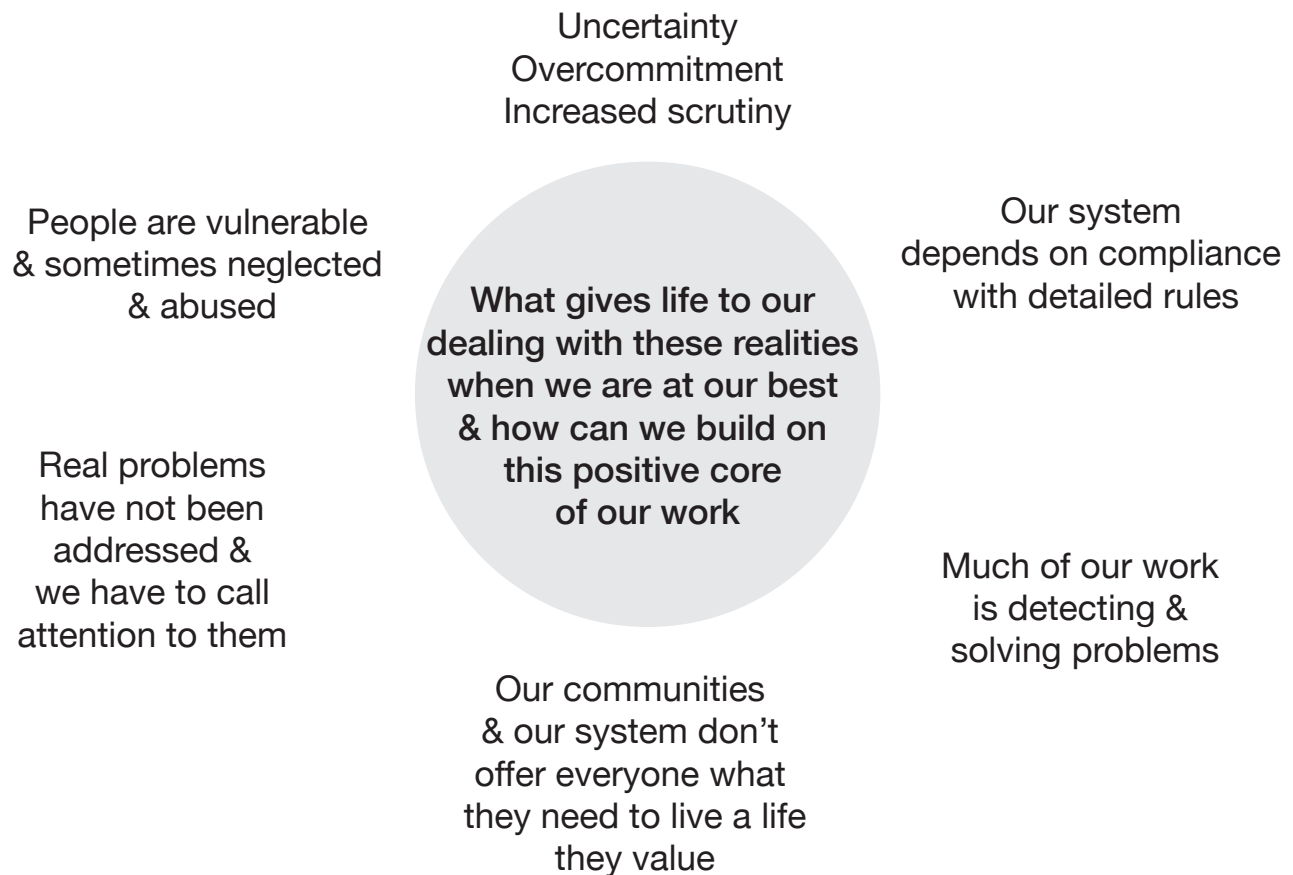 Uncertainty
Overcommitment
Increased scrutiny
People are vulnerable
& sometimes neglected
& abused
Our system
depends on compliance
with detailed rules
What gives life to our
dealing with these realities
when we are at our best
& how can we build on
this positive core
of our work
Real problems
have not been
addressed &
we have to call
attention to them
Much of our work
is detecting &
solving problems
Our communities
& our system don’t
offer everyone what
they need to live a life
they value